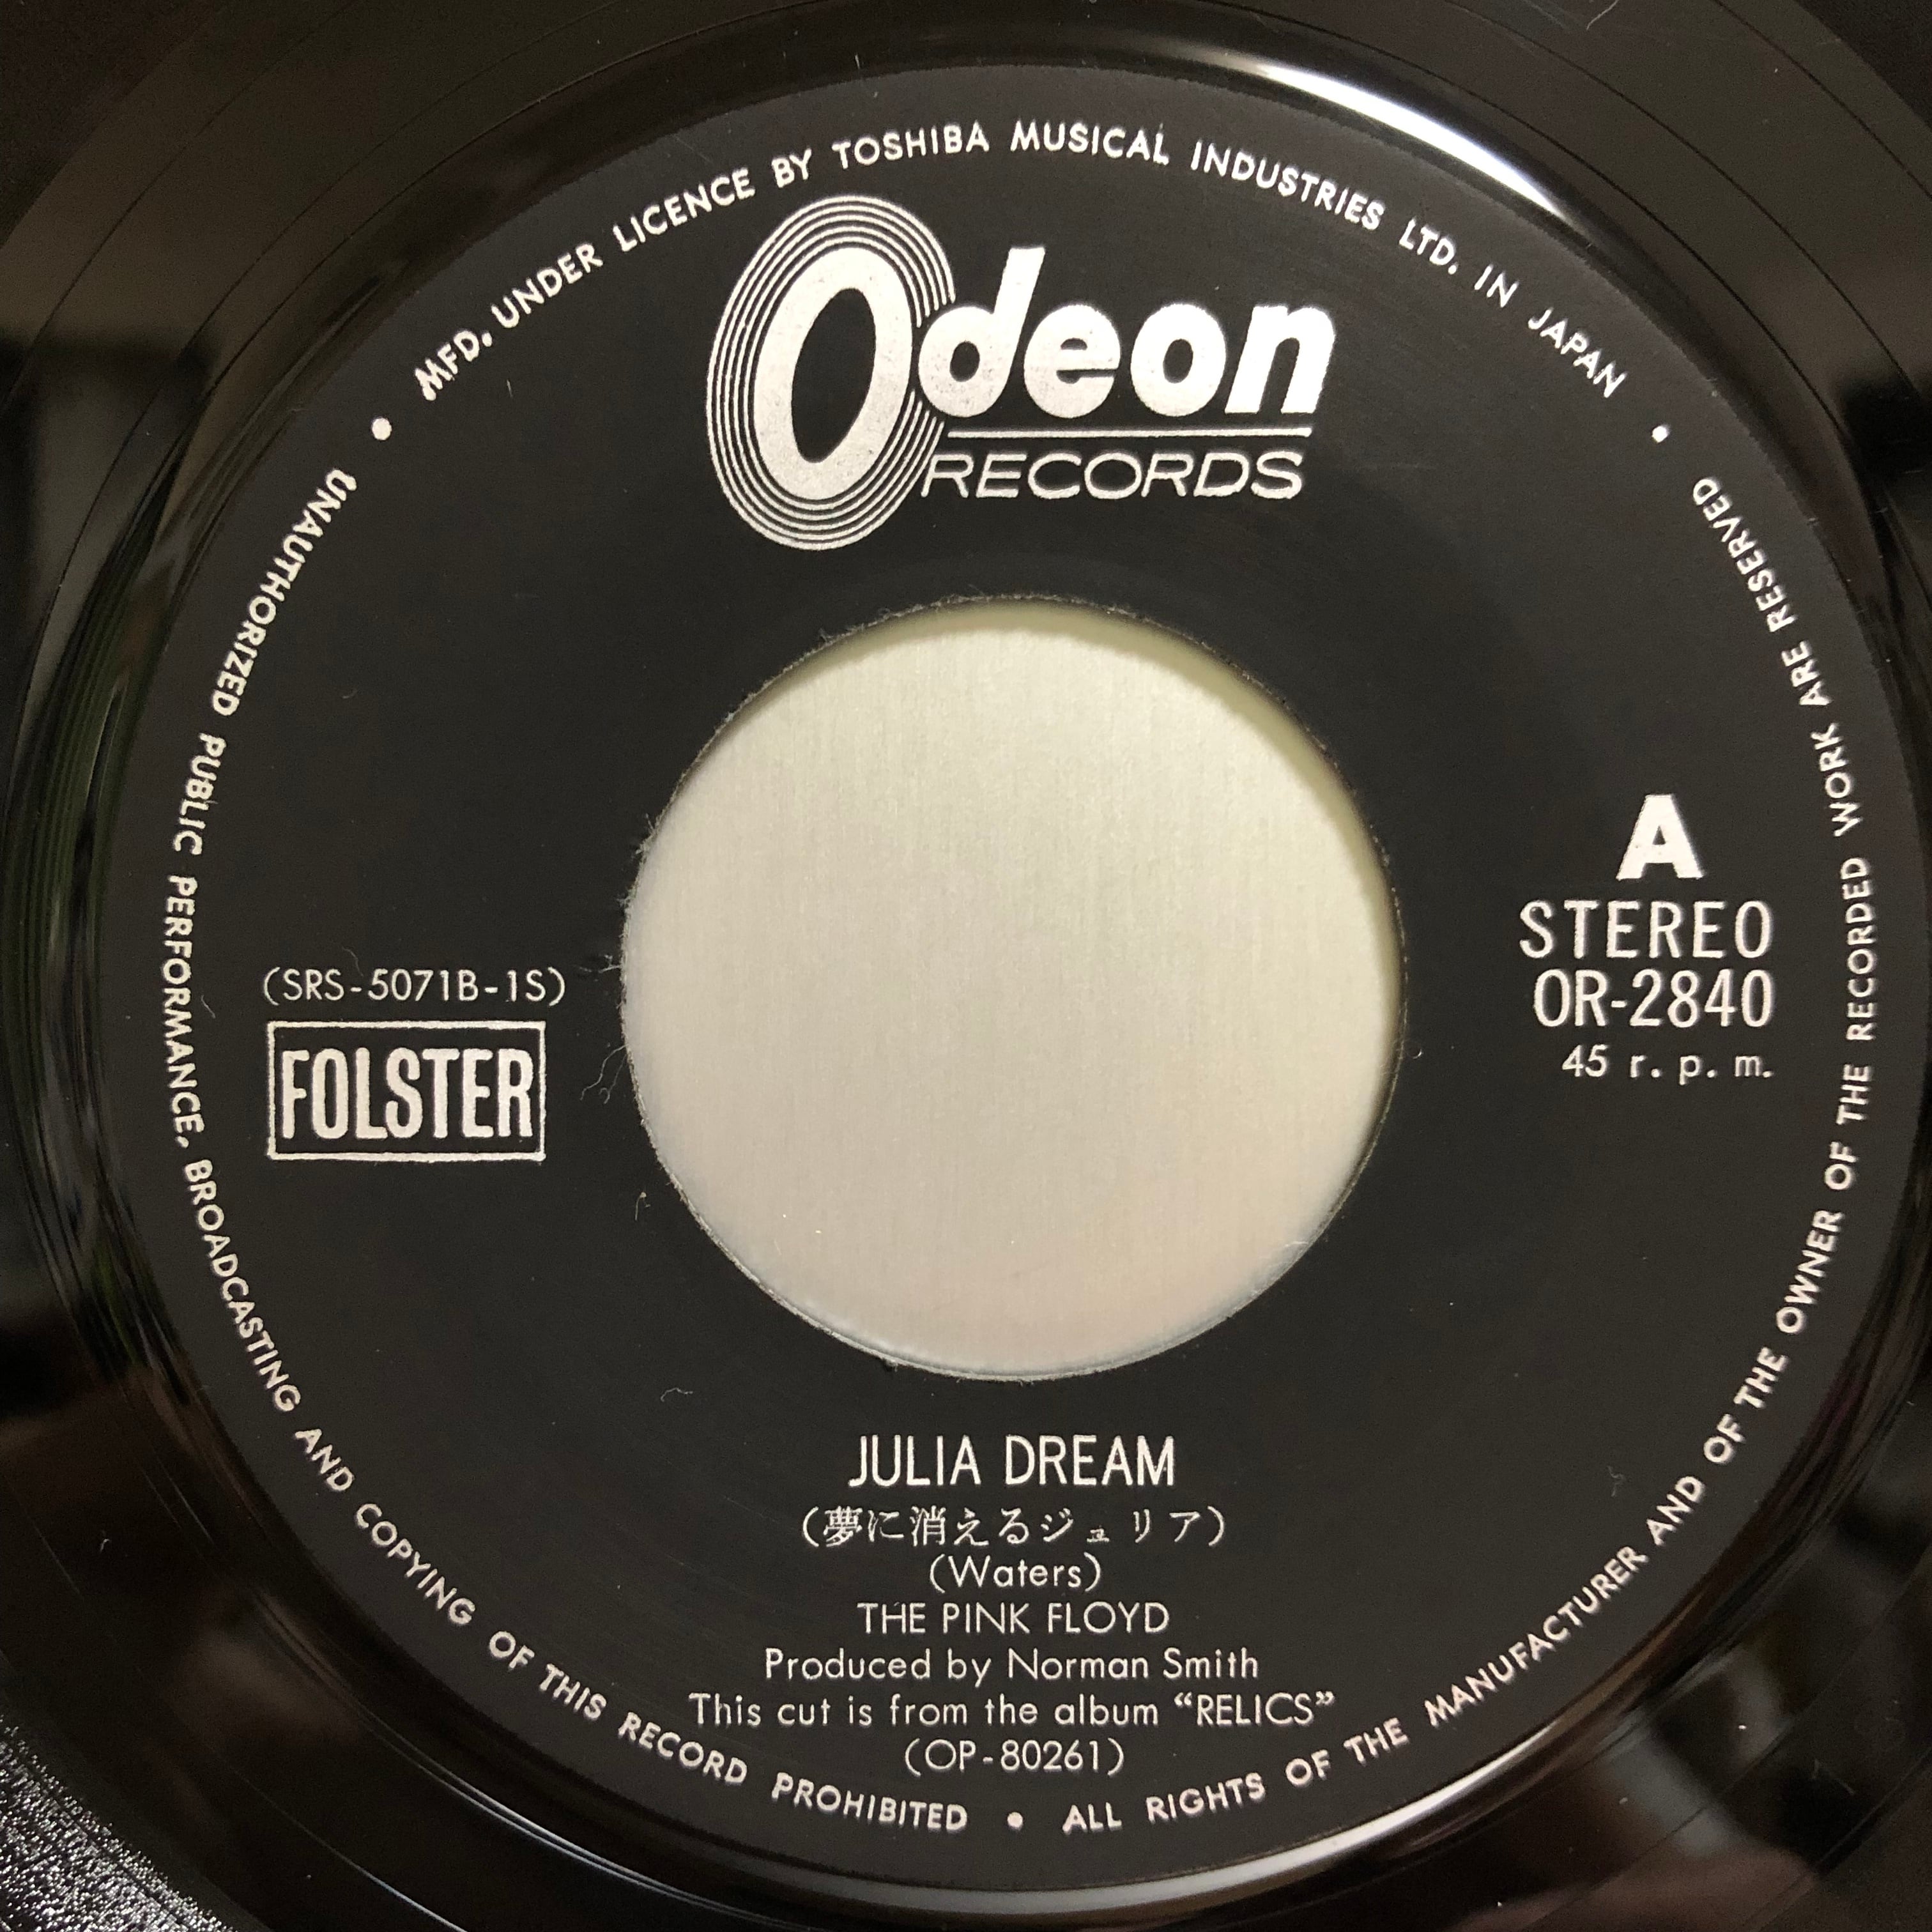 MFD. UNDER LICENCE BY TOSHIBA MUSICAL INDUSTRIES LTD. IN JAPAN
Odeon
RECORDS
A
STEREO
OR-2840
45 r. p. m.
(SRS-5071B-1S)
FOLSTER
JULIA DREAM
(夢に消えるジュリア)
(Waters)
THE PINK FLOYD
Produced by Norman Smith
This cut is from the album “RELICS”
(OP-80261)
• UNAUTHORIZED PUBLIC PERFORMANCE, BROADCASTING AND COPYING OF THIS RECORD PROHIBITED • ALL RIGHTS OF THE MANUFACTURER AND OF THE OWNER OF THE RECORDED WORK ARE RESERVED •